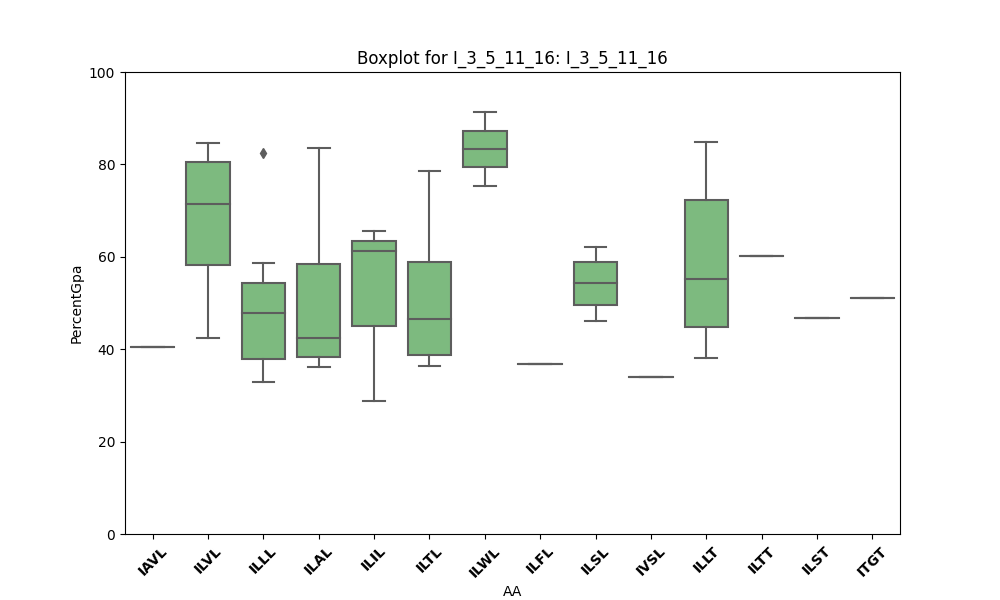 Boxplot for I_3_5_11_16: I_3_5_11_16
100
80
60
40
20
0
PercentGpa
IAVL ILVL ILLL ILAL ILIL ILTL ILWL ILFL ILSL IVSL ILLT ILTT ILST ITGT
AA